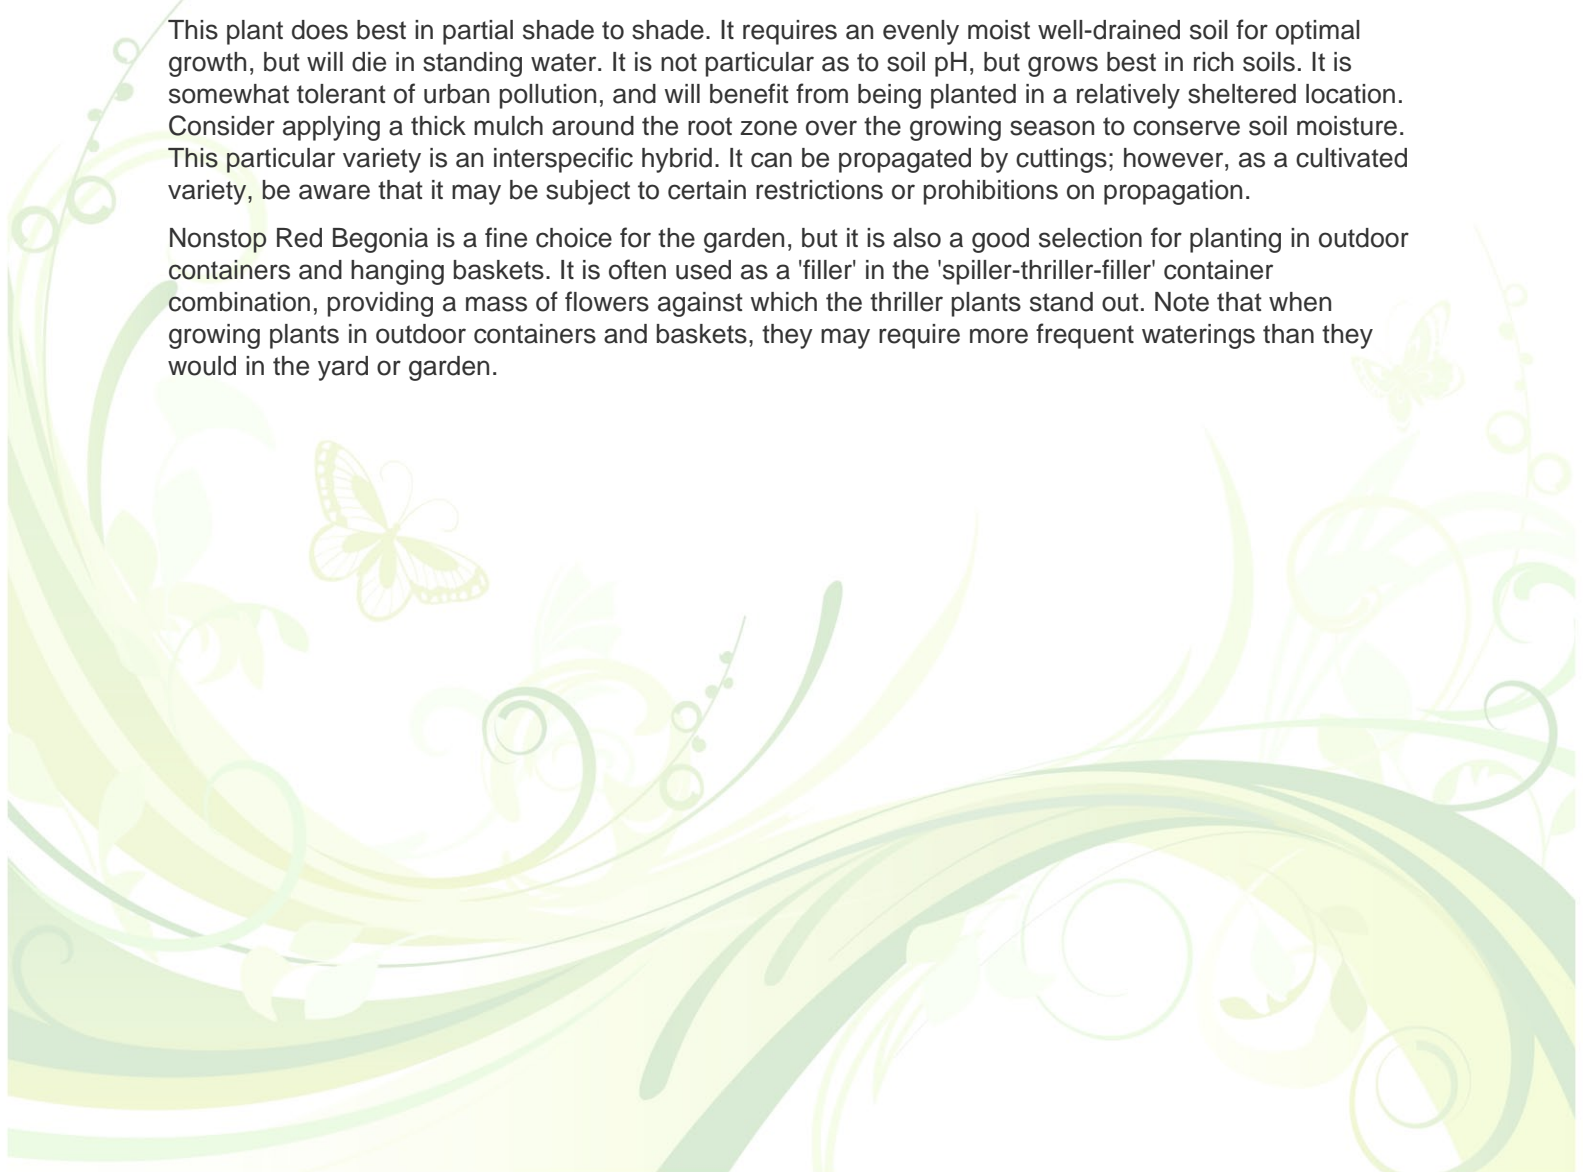 This plant does best in partial shade to shade. It requires an evenly moist well-drained soil for optimal
growth, but will die in standing water. It is not particular as to soil pH, but grows best in rich soils. It is
somewhat tolerant of urban pollution, and will benefit from being planted in a relatively sheltered location.
Consider applying a thick mulch around the root zone over the growing season to conserve soil moisture.
This particular variety is an interspecific hybrid. It can be propagated by cuttings; however, as a cultivated
variety, be aware that it may be subject to certain restrictions or prohibitions on propagation.
Nonstop Red Begonia is a fine choice for the garden, but it is also a good selection for planting in outdoor
containers and hanging baskets. It is often used as a 'filler' in the 'spiller-thriller-filler' container
combination, providing a mass of flowers against which the thriller plants stand out. Note that when
growing plants in outdoor containers and baskets, they may require more frequent waterings than they
would in the yard or garden.